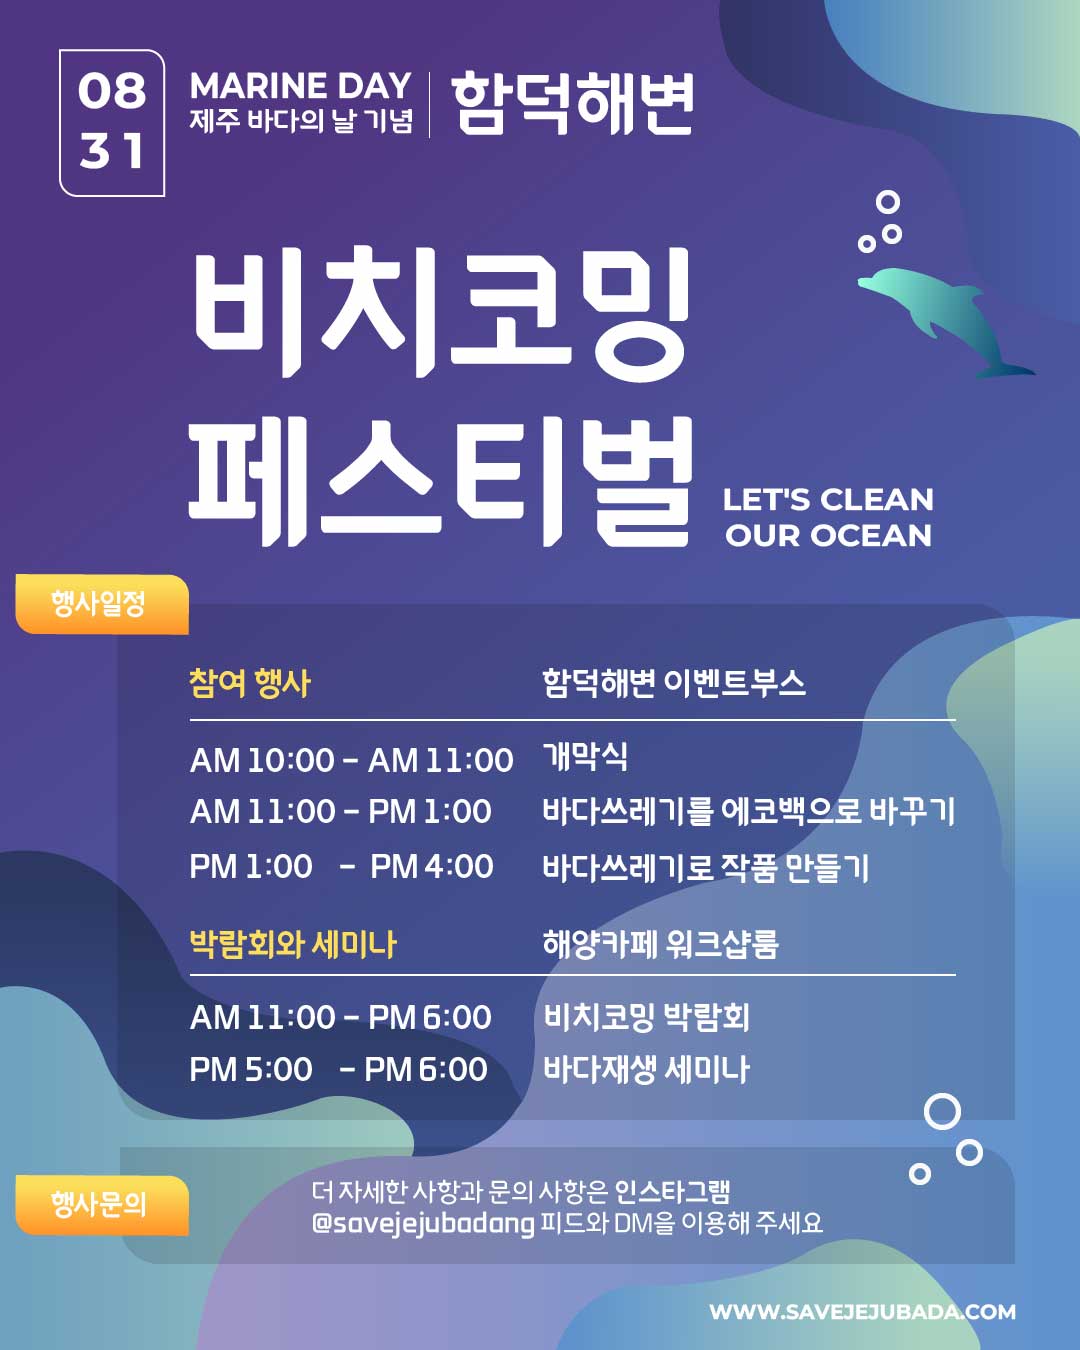 08
31
MARINE DAY
제주 바다의 날 기념
함덕해변
비치코밍
페스티벌
LET'S CLEAN
OUR OCEAN
행사일정
참여 행사 함덕해변 이벤트부스
AM 10:00 - AM 11:00 개막식
AM 11:00 - PM 1:00 바다쓰레기를 에코백으로 바꾸기
PM 1:00 - PM 4:00 바다쓰레기로 작품 만들기
박람회와 세미나 해양카페 워크샵룸
AM 11:00 - PM 6:00 비치코밍 박람회
PM 5:00 - PM 6:00 바다재생 세미나
행사문의
더 자세한 사항과 문의 사항은 인스타그램
@savejejubadang 피드와 DM을 이용해 주세요
WWW.SAVEJEJUBADA.COM